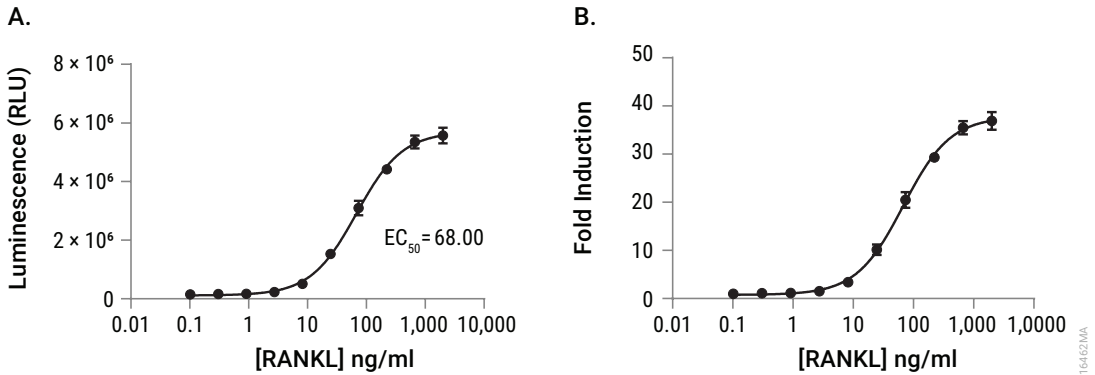 A.
Luminescence (RLU)
8 × 10⁶
6 × 10⁶
4 × 10⁶
2 × 10⁶
0
EC₅₀=68.00
0.01 0.1 1 10 100 1,000 10,000
[RANKL] ng/ml
B.
Fold Induction
50
40
30
20
10
0
0.01 0.1 1 10 100 1,000 1,0000
[RANKL] ng/ml
16462MA